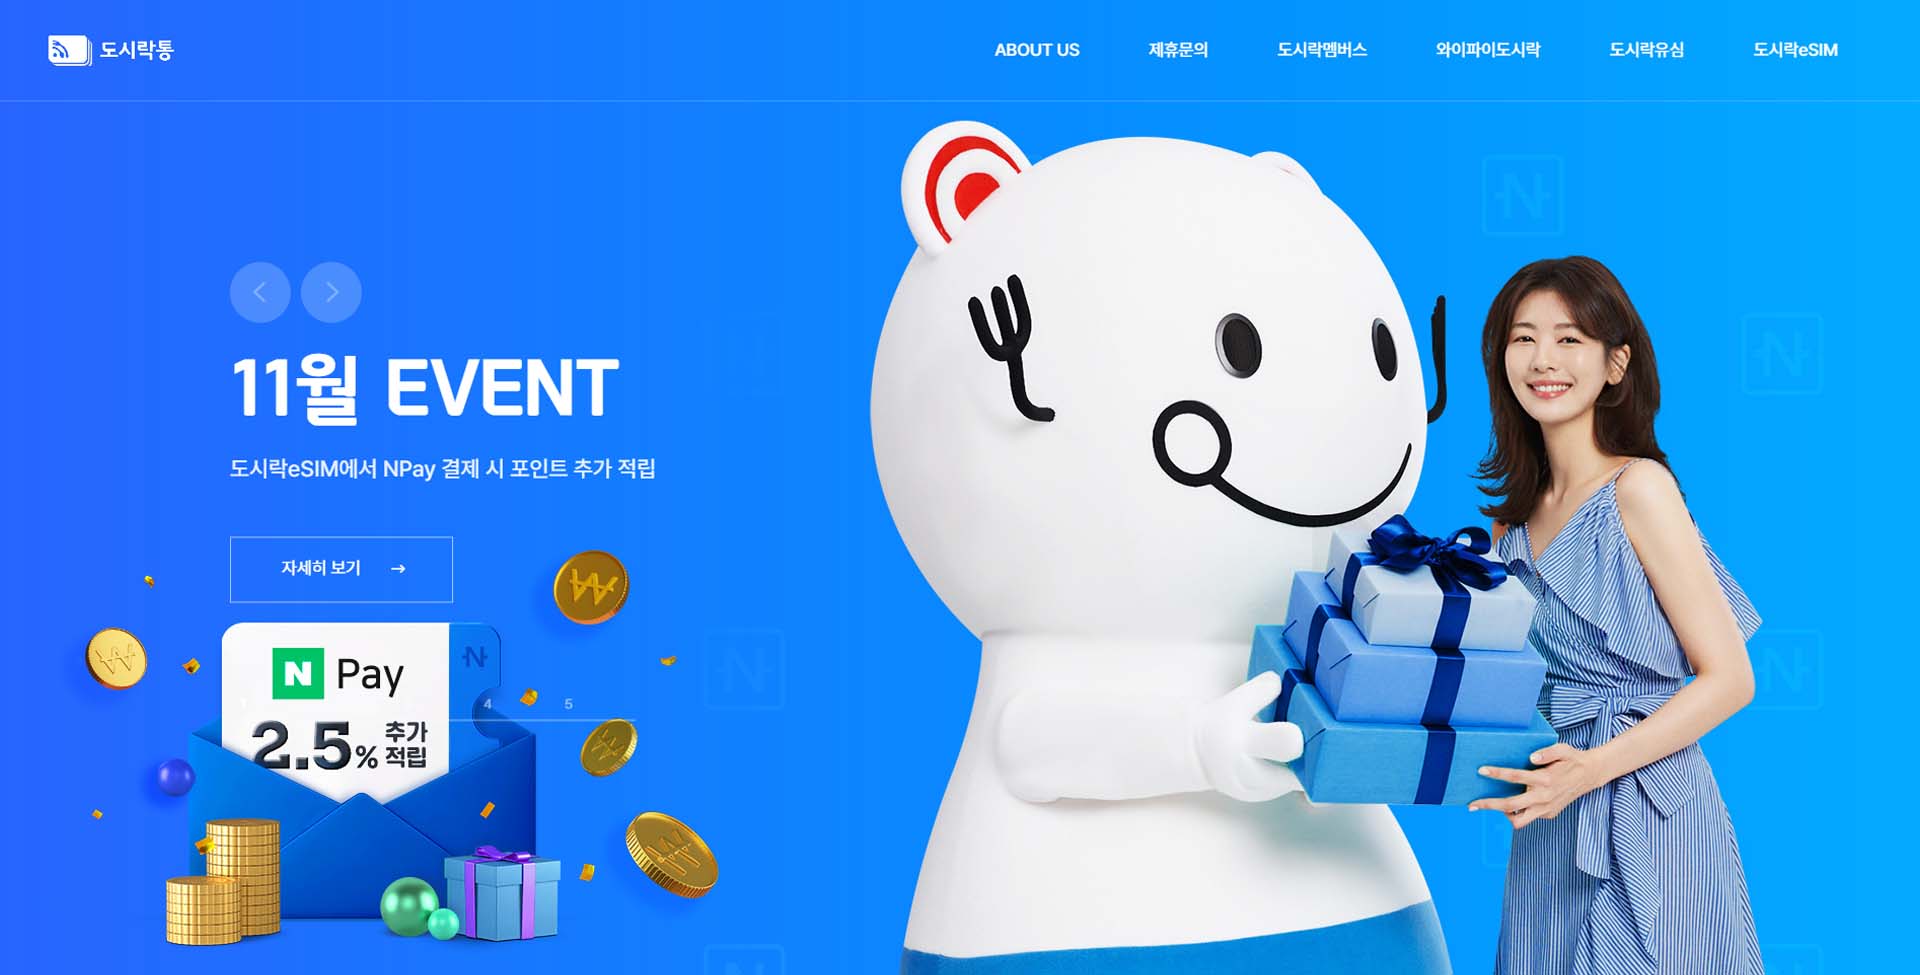 도시락통
ABOUT US
제휴문의
도시락멤버스
와이파이도시락
도시락유심
도시락eSIM
11월 EVENT
도시락eSIM에서 NPay 결제 시 포인트 추가 적립
자세히 보기 →
N Pay
2.5% 추가
적립
1
4
5